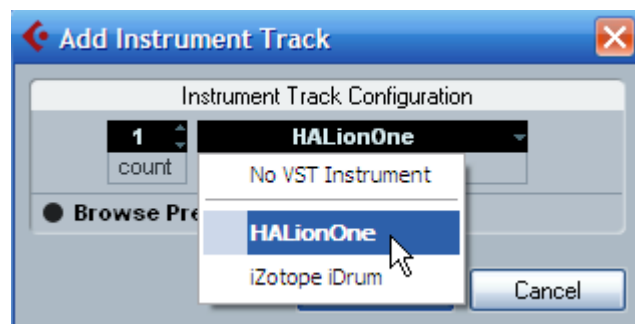 Add Instrument Track
Instrument Track Configuration
1 HALionOne
count
No VST Instrument
Browse Pre
HALionOne
iZotope iDrum
Cancel